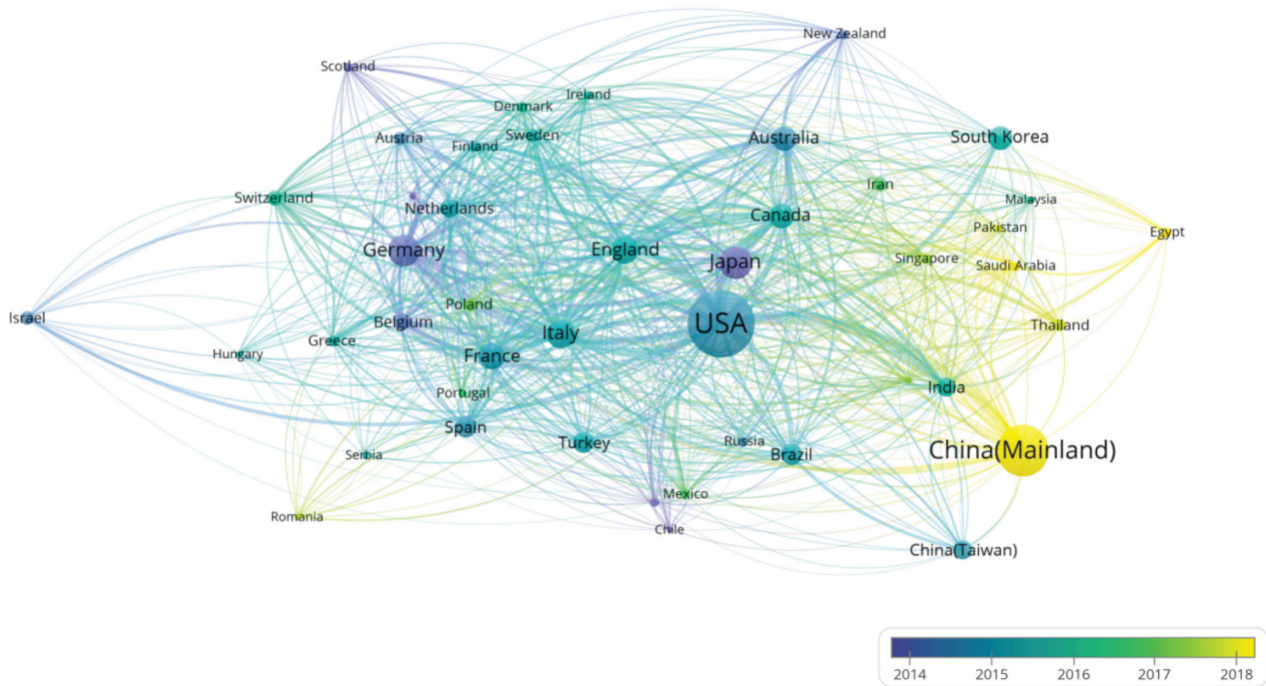 New Zealand
Scotland
Ireland
Denmark
Sweden
Austria
Finland
Australia
South Korea
Iran
Switzerland
Malaysia
Netherlands
Canada
Pakistan
Egypt
Germany
England
Japan
Singapore
Saudi Arabia
Poland
Israel
Belgium
USA
Thailand
Italy
Greece
Hungary
France
India
Portugal
Spain
Turkey
Russia
Brazil
China(Mainland)
Serbia
Mexico
Romania
Chile
China(Taiwan)
2014 2015 2016 2017 2018